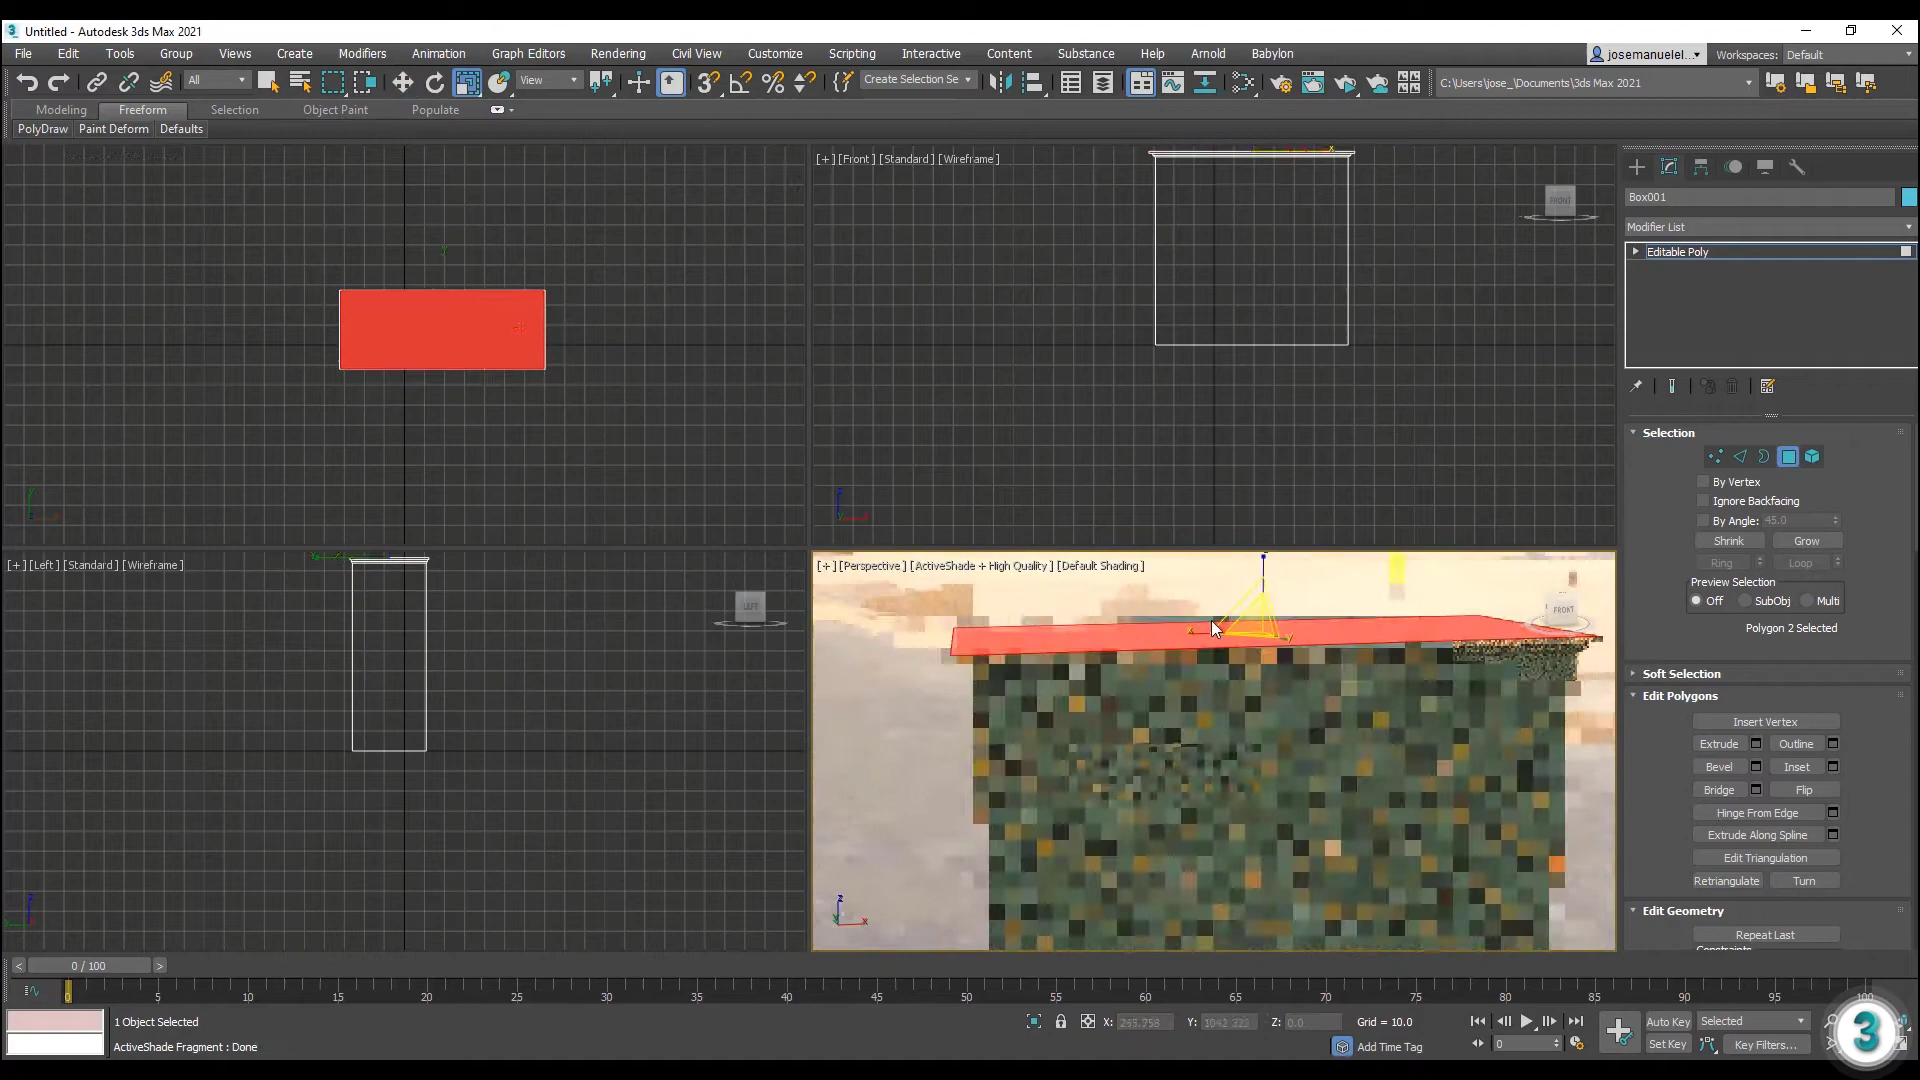 Untitled - Autodesk 3ds Max 2021
File Edit Tools Group Views Create Modifiers Animation Graph Editors Rendering Civil View Customize Scripting Interactive Content Substance Help Arnold Babylon
josemanuelel... Workspaces: Default
All View Create Selection Se C:\Users\jose_\Documents\3ds Max 2021
Modeling Freeform Selection Object Paint Populate
PolyDraw Paint Deform Defaults
[+] [Front] [Standard] [Wireframe]
FRONT
Box001
Modifier List
Editable Poly
Selection
By Vertex
Ignore Backfacing
By Angle: 45.0
Shrink Grow
Ring Loop
Preview Selection
Off SubObj Multi
Polygon 2 Selected
Soft Selection
Edit Polygons
Insert Vertex
Extrude Outline
Bevel Inset
Bridge Flip
Hinge From Edge
Extrude Along Spline
Edit Triangulation
Retriangulate Turn
Edit Geometry
Repeat Last
Constraints
[+] [Left] [Standard] [Wireframe]
LEFT
[+] [Perspective] [ActiveShade + High Quality] [Default Shading]
FRONT
< 0 / 100 >
0 5 10 15 20 25 30 35 40 45 50 55 60 65 70 75 80 85 90 95 100
1 Object Selected X: Y: Z: 0.0 Grid = 10.0 Auto Key Selected
ActiveShade Fragment : Done Add Time Tag 0 Set Key Key Filters...
3